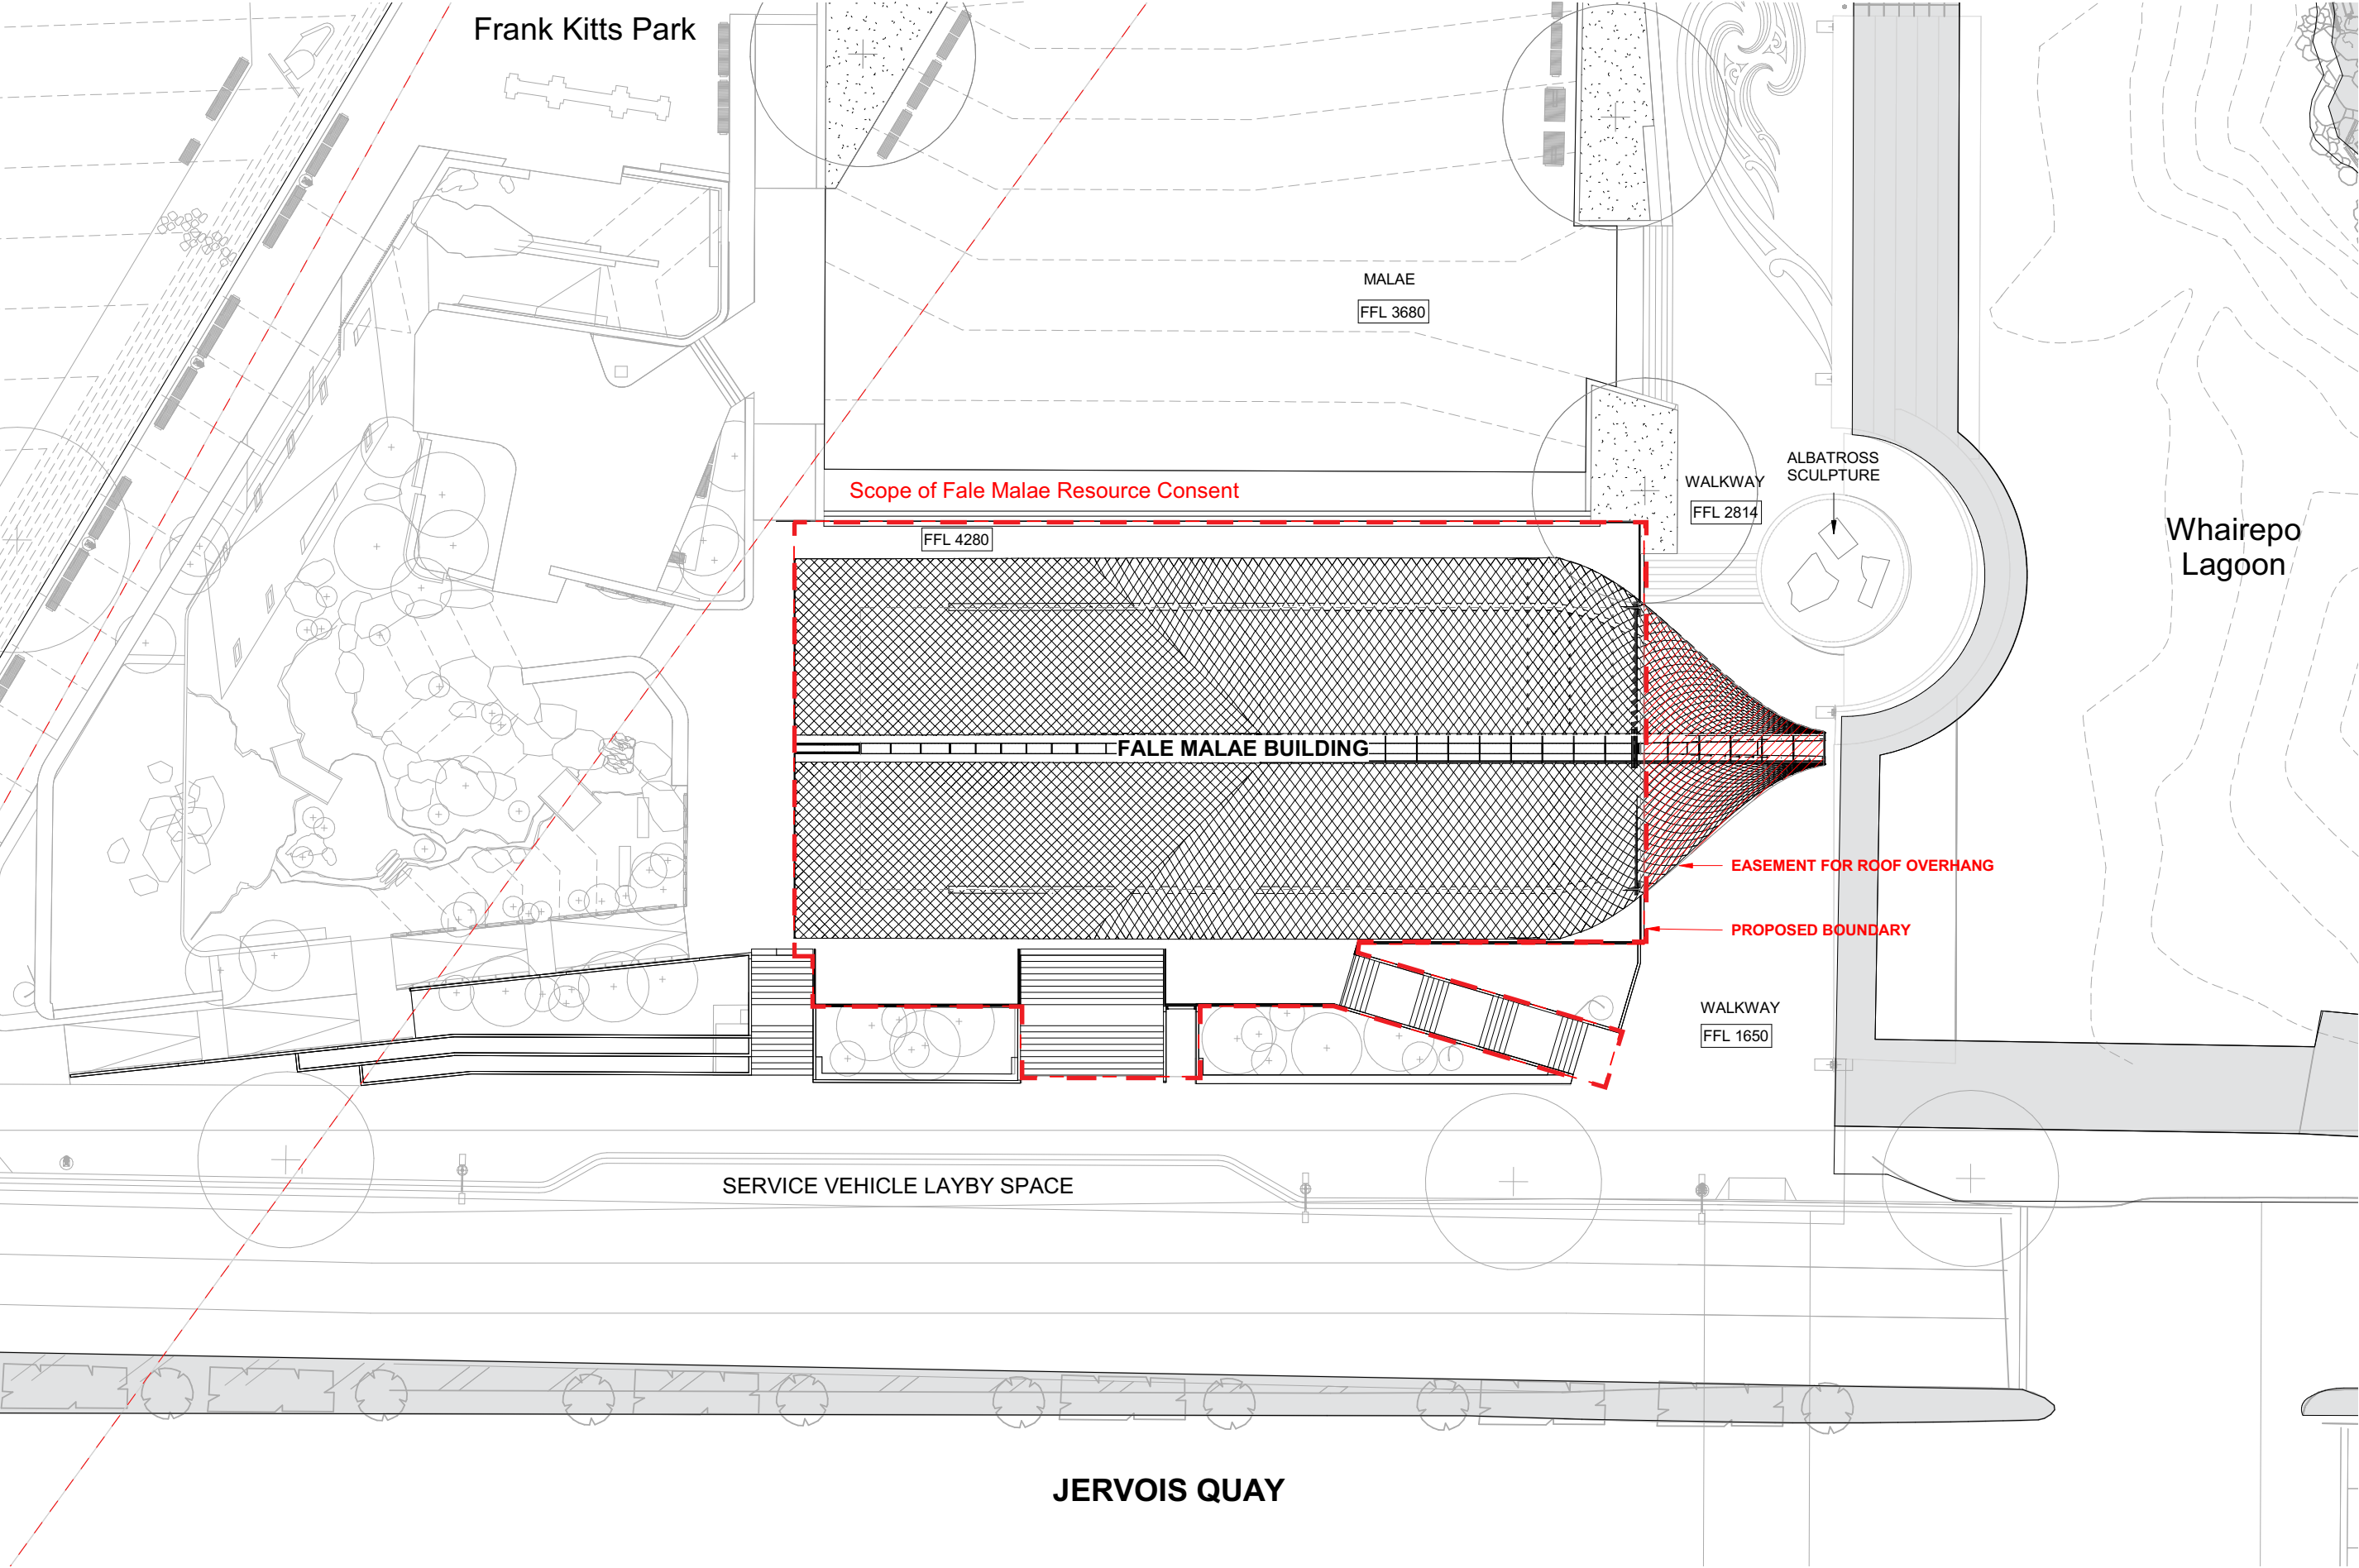 Frank Kitts Park
MALAE
FFL 3680
ALBATROSS
SCULPTURE
WALKWAY
FFL 2814
Scope of Fale Malae Resource Consent
FFL 4280
Whairepo
Lagoon
FALE MALAE BUILDING
EASEMENT FOR ROOF OVERHANG
PROPOSED BOUNDARY
WALKWAY
FFL 1650
SERVICE VEHICLE LAYBY SPACE
JERVOIS QUAY